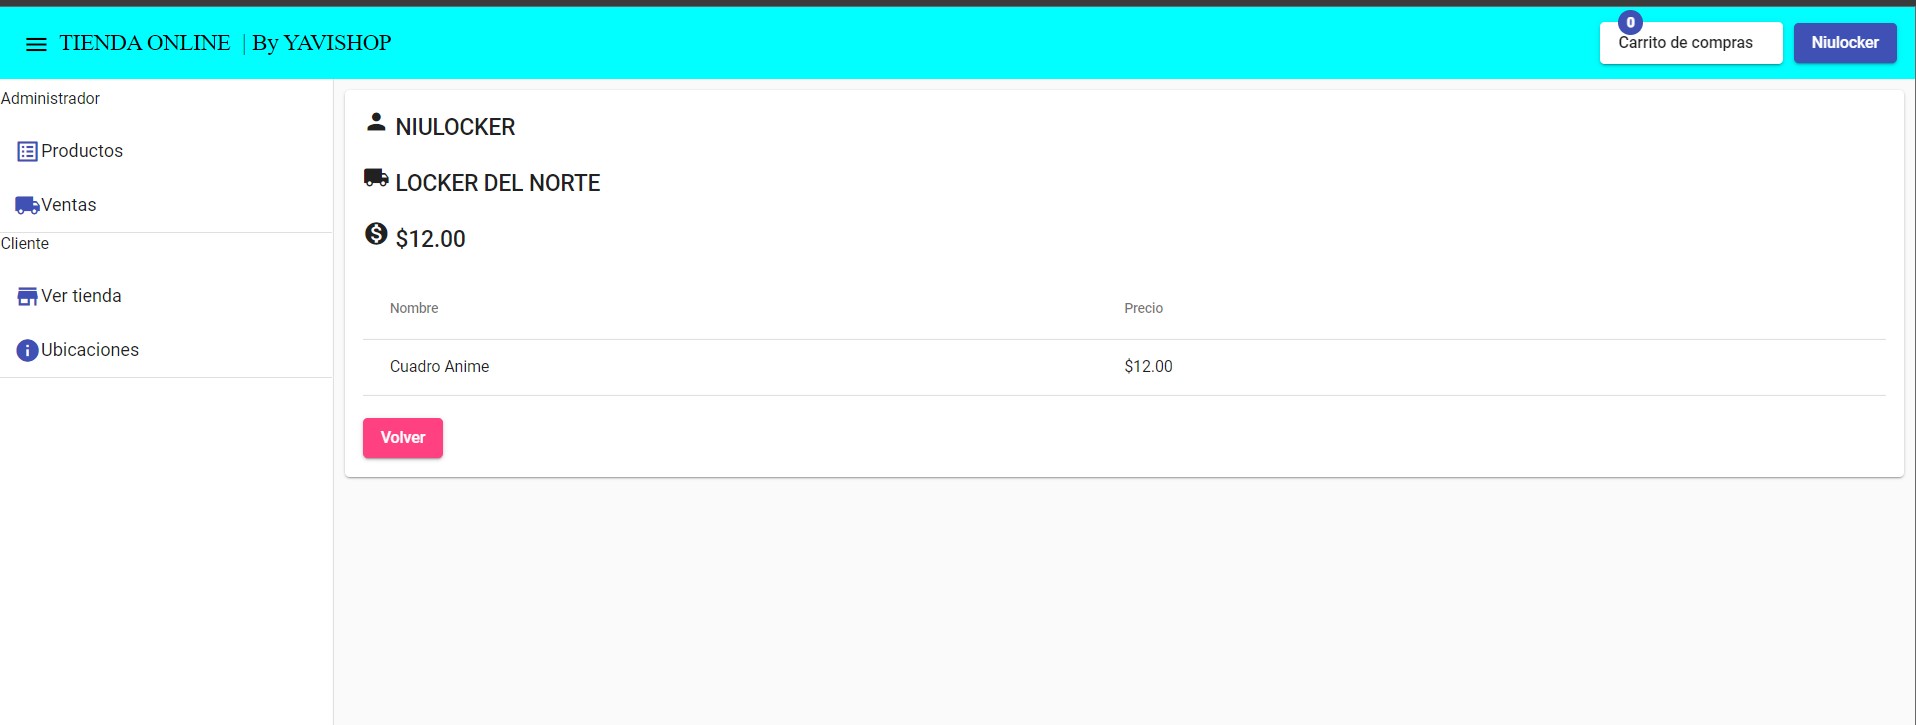 TIENDA ONLINE | By YAVISHOP
0
Carrito de compras
Niulocker
Administrador
Productos
Ventas
Cliente
Ver tienda
Ubicaciones
NIULOCKER
LOCKER DEL NORTE
$12.00
Nombre Precio
Cuadro Anime $12.00
Volver